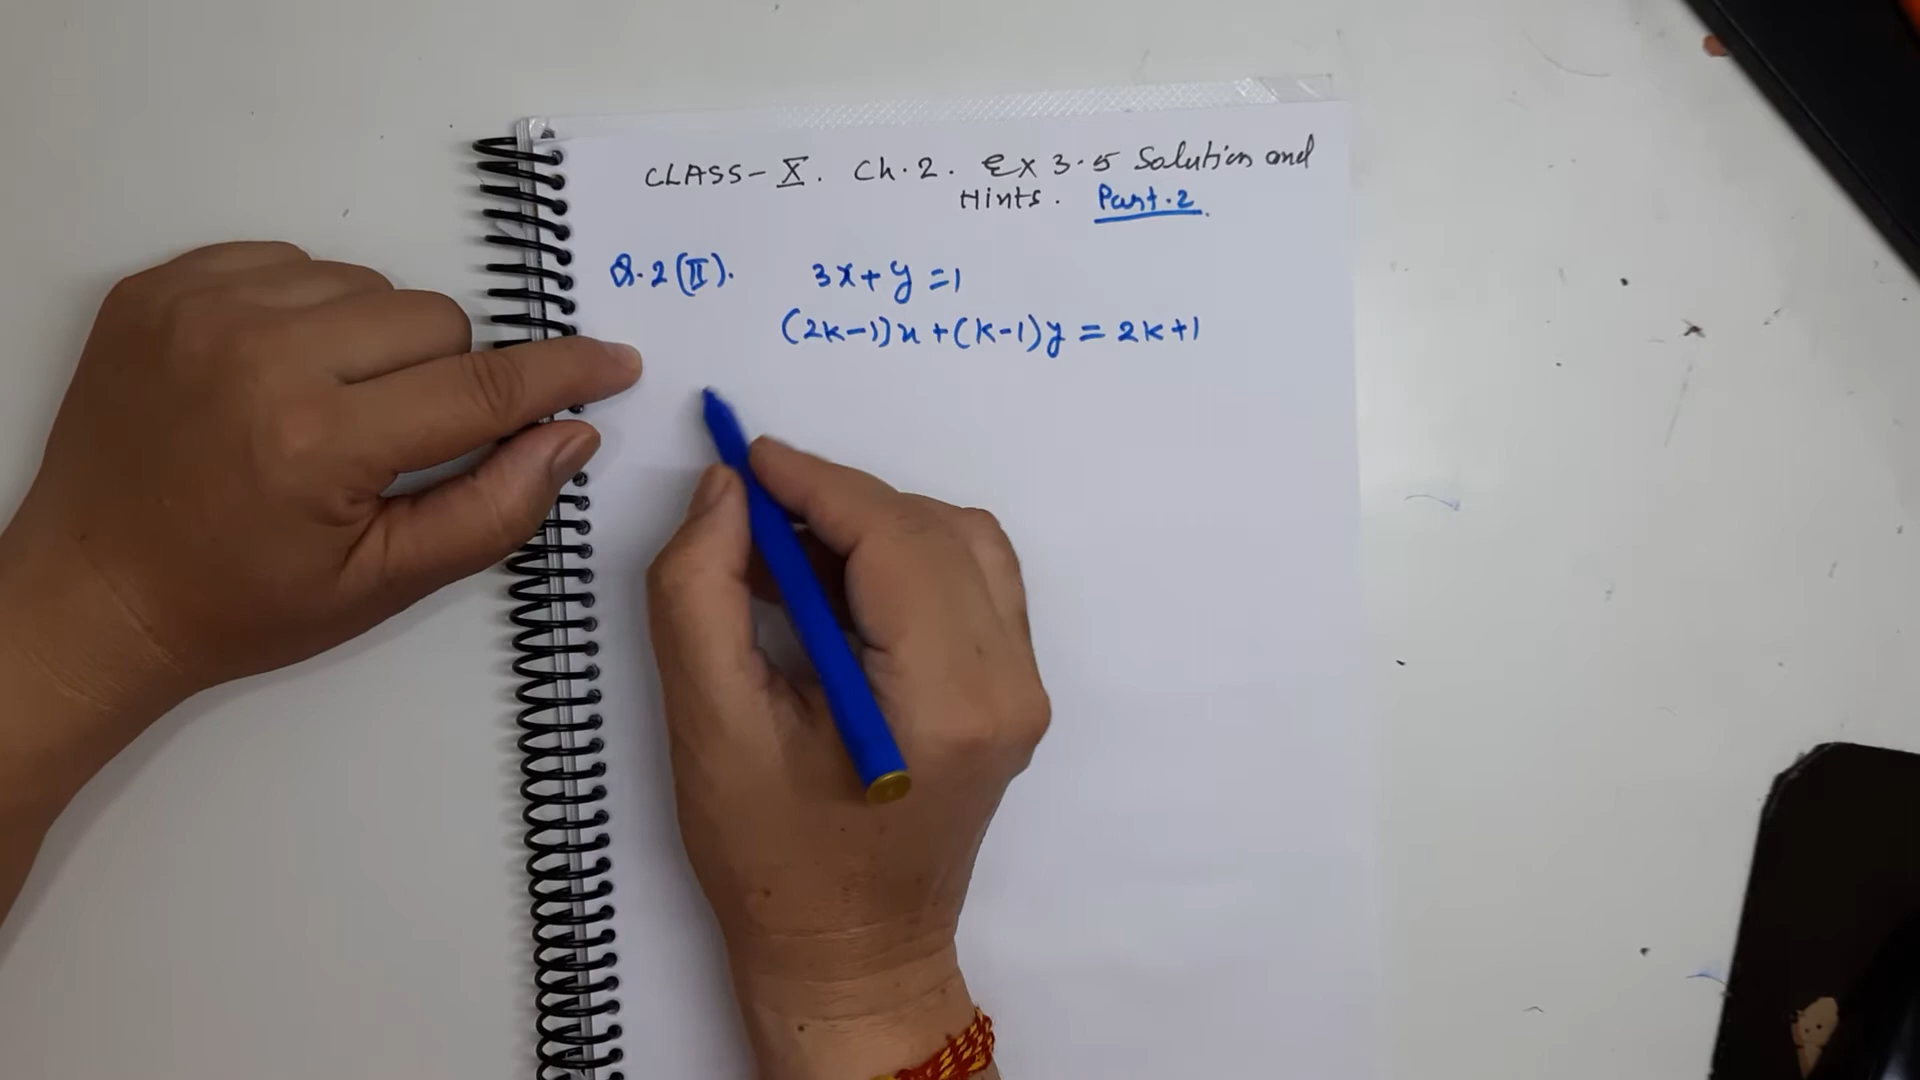 CLASS-X. Ch.2. Ex 3.5 Solution and
Hints. Part.2.
Q.2(II). 3x+y=1
(2k-1)x+(k-1)y=2k+1